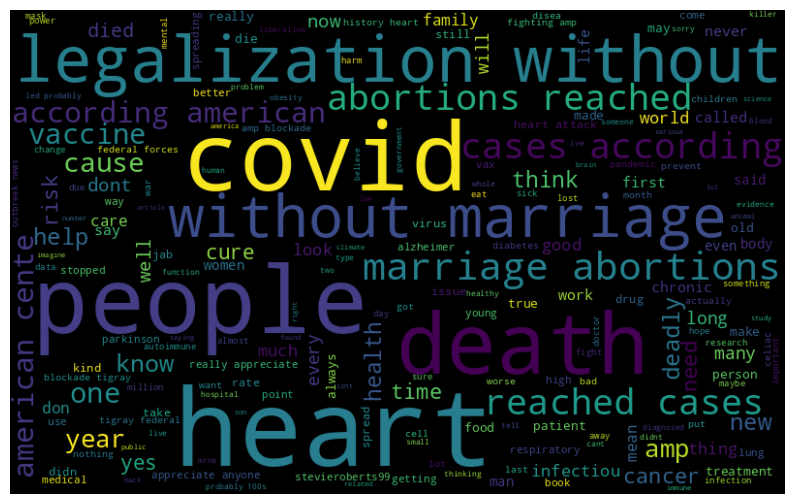 mask
power
liberalism
history heart
fighting amp
disea
killer
died
spreading
mental
really
now
family
still
will
life
may
come
never
sorry
die
legalization without
harm
led probably
problem
obesity
better
abortions reached
children
science
according american
america
amp blockade
made
world
called
someone
blood
vaccine
federal forces
covid
heart attack
serious
cases according
change
human
believe
government
ive
vax
pandemic
prevent
said
cause
think
brain
first
outbreak news
risk
due
dont
war
whole
eat
sick
lost
month
lol
evidence
number
way
article
without marriage
care
say
virus
old
animal
help
well
cure
look
alzheimer
diabetes
good
even
body
data
stopped
women
climate
type
marriage abortions
imagine
function
two
issue
chronic
something
american cente
people
parkinson
autoimmune
day
healthy
true
work
drug
actually
long
study
got
young
right
doctor
hope
make
almost
saying
found
death
deadly
need
research
many
celiac
important
kind
really appreciate
much
every
health
fight
person
maybe
blockade tigray
know
want
rate
always
isnt
sure
worse
high
bad
one
million
hospital
point
time
reached cases
new
don
tigray federal
son
heart
food
patient
put
use
take
spread
cell
away
mean
diagnosed
didnt
year
live
small
tell
cant
thing
public
nothing
respiratory
amp
lung
yes
didn
mrna
lot
last
infectiou
cancer
treatment
medical
back
appreciate anyone
thinking
man
book
immune
infection
probably 100s
stevieroberts99
getting
related